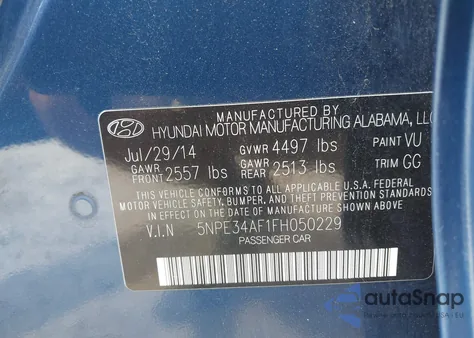 MANUFACTURED BY
HYUNDAI MOTOR MANUFACTURING ALABAMA, LLC
Jul/29/14 GVWR 4497 lbs PAINT VU
GAWR FRONT 2557 lbs GAWR REAR 2513 lbs TRIM GG
THIS VEHICLE CONFORMS TO ALL APPLICABLE U.S.A. FEDERAL
MOTOR VEHICLE SAFETY, BUMPER, AND THEFT PREVENTION
STANDARDS IN EFFECT ON THE DATE OF MANUFACTURE
SHOWN ABOVE.
V.I.N 5NPE34AF1FH050229
PASSENGER CAR
autaSnap